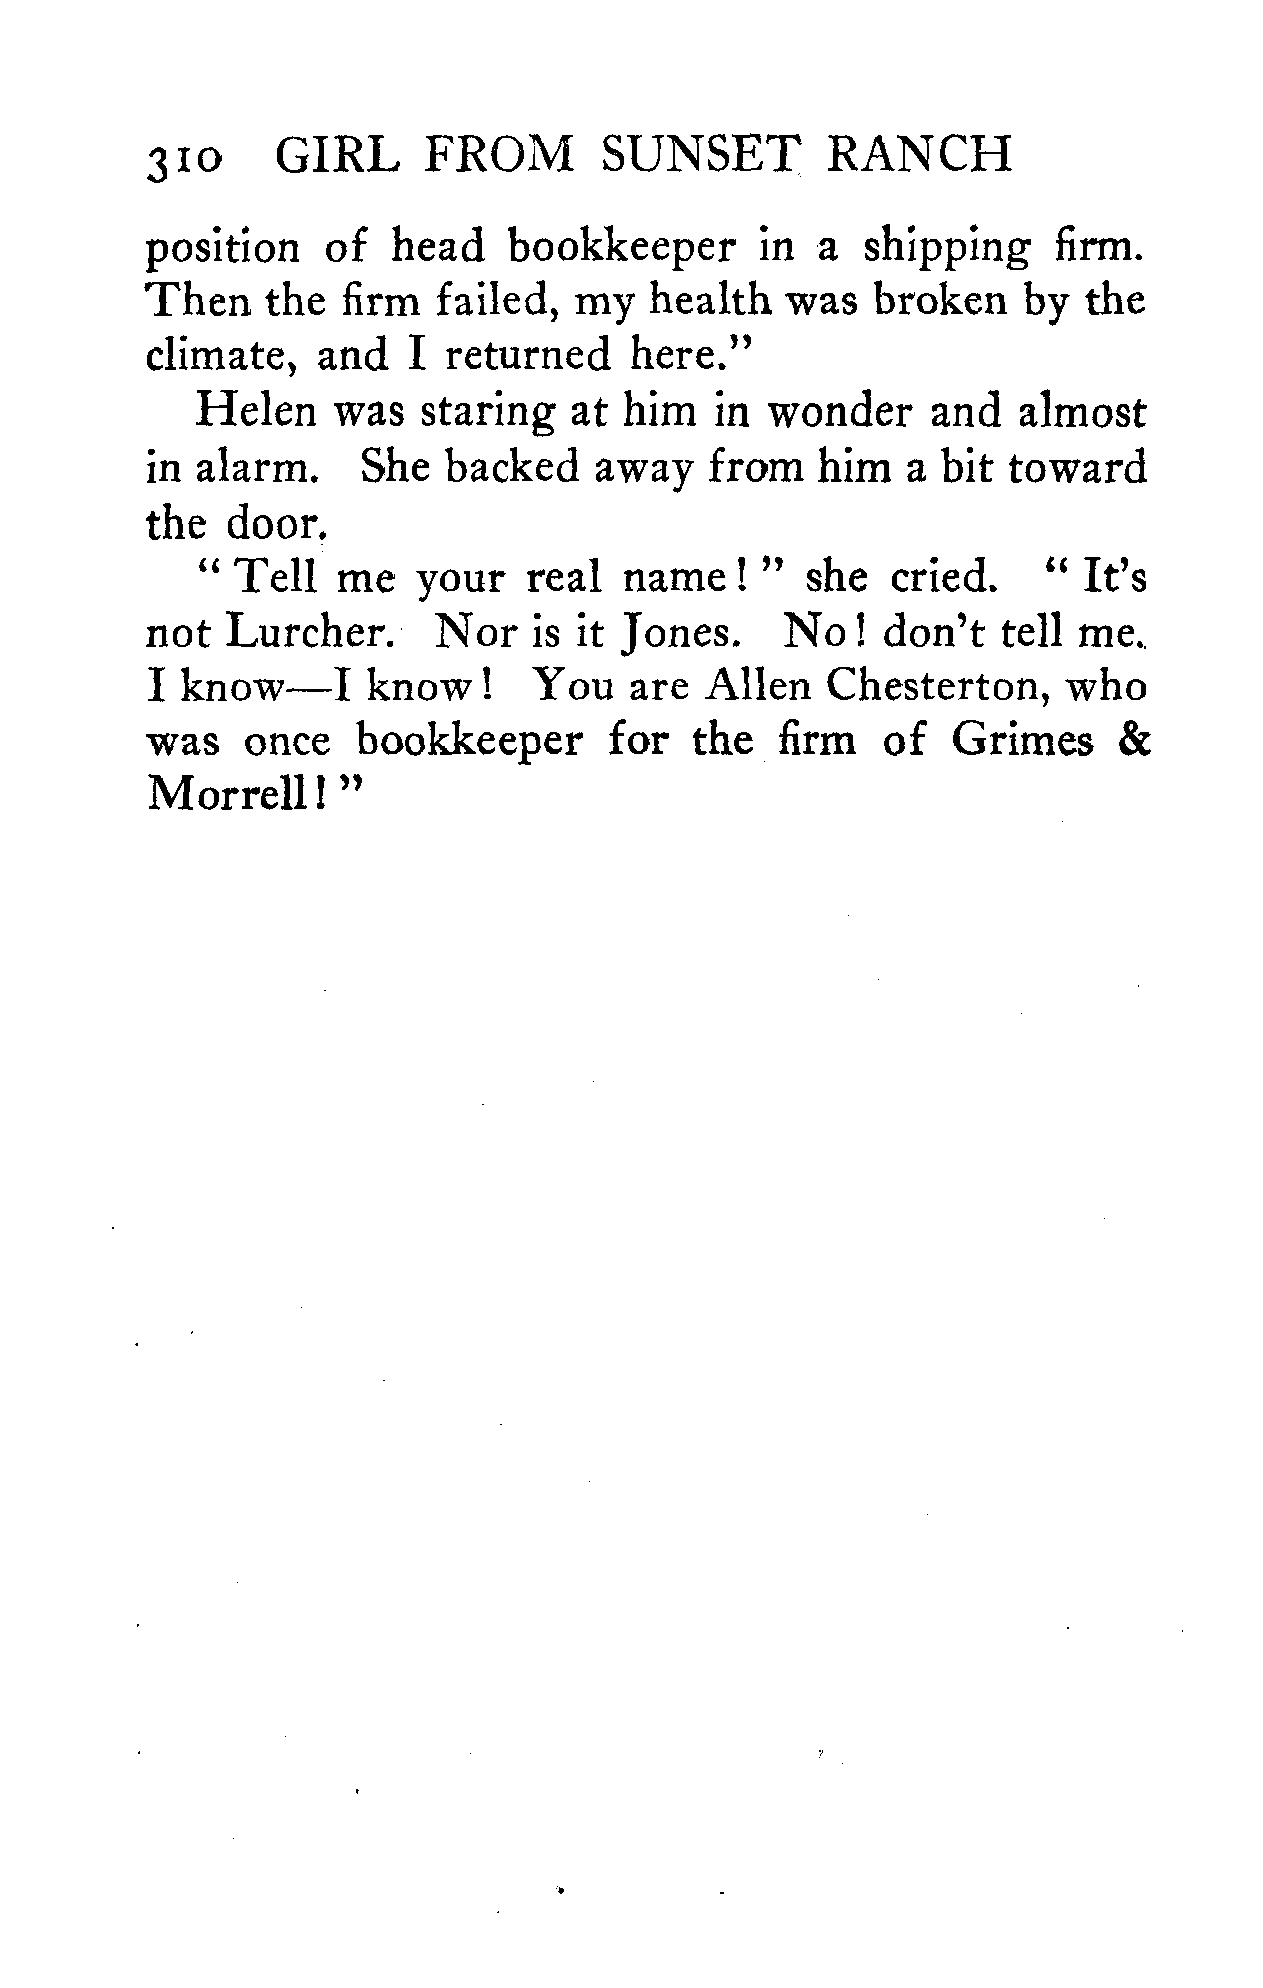 310 GIRL FROM SUNSET RANCH
position of head bookkeeper in a shipping firm.
Then the firm failed, my health was broken by the
climate, and I returned here."
Helen was staring at him in wonder and almost
in alarm. She backed away from him a bit toward
the door.
" Tell me your real name ! " she cried. " It's
not Lurcher. Nor is it Jones. No ! don't tell me.
I know—I know ! You are Allen Chesterton, who
was once bookkeeper for the firm of Grimes &
Morrell ! "